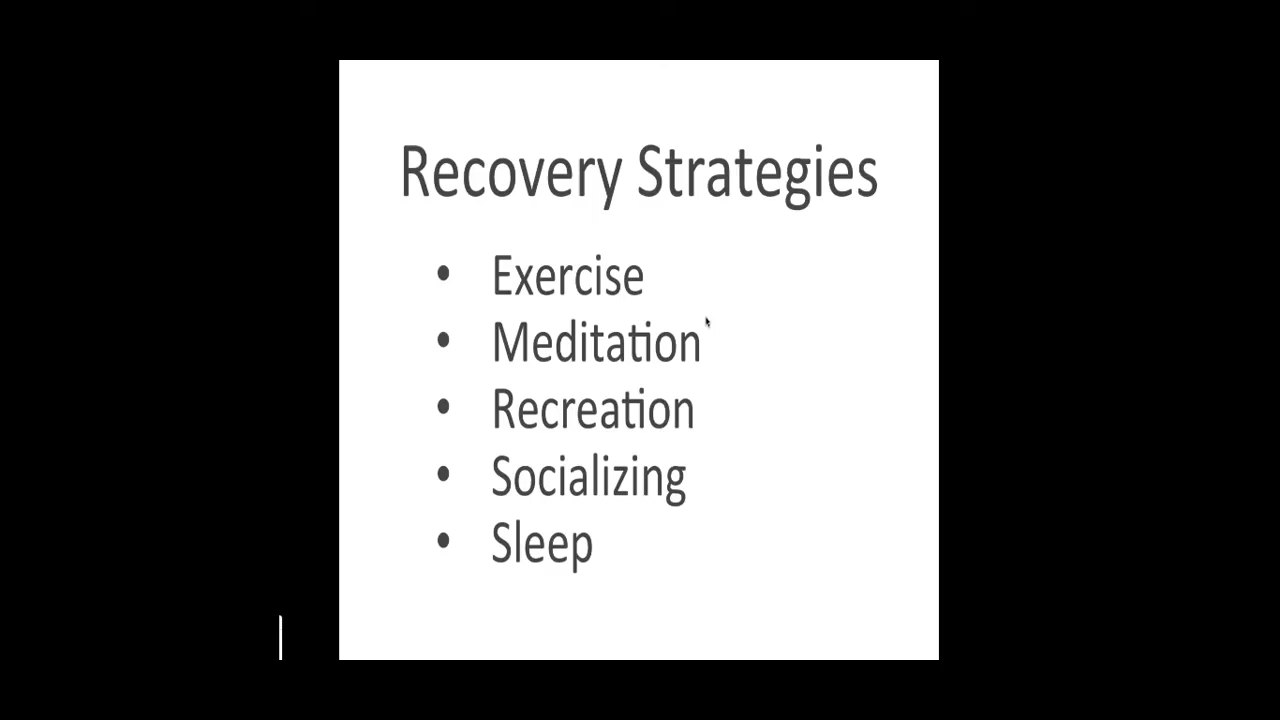 Recovery Strategies
• Exercise
• Meditation
• Recreation
• Socializing
• Sleep